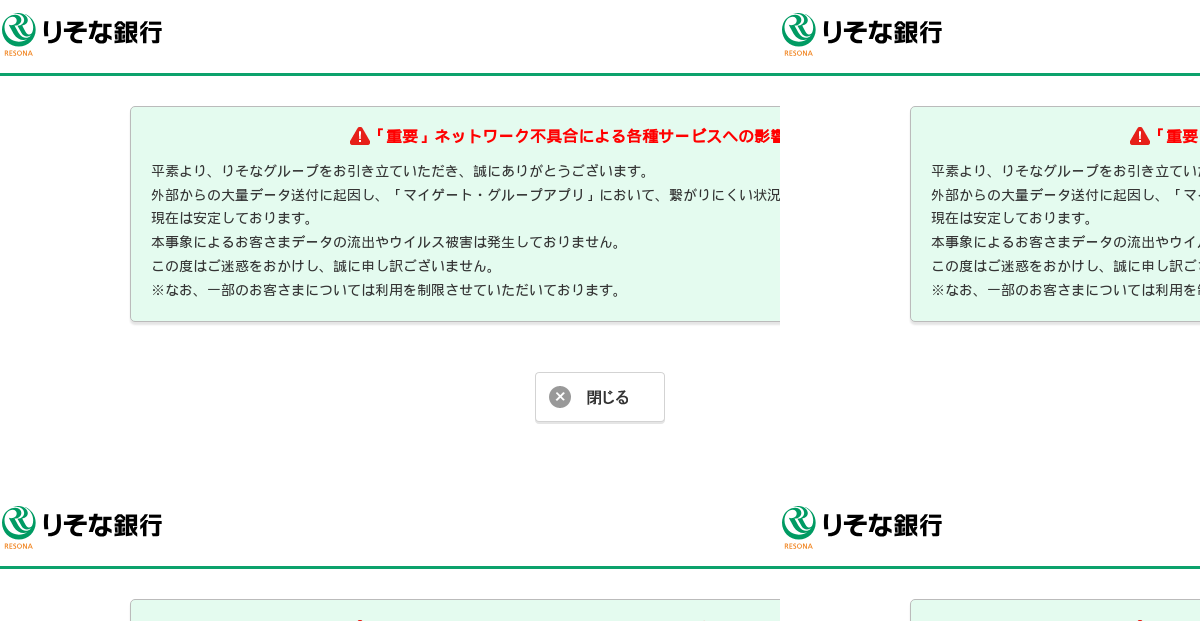 りそな銀行
RESONA
りそな銀行
RESONA
「重要」ネットワーク不具合による各種サービスへの影響
平素より、りそなグループをお引き立ていただき、誠にありがとうございます。
外部からの大量データ送付に起因し、「マイゲート・グループアプリ」において、繋がりにくい状況
現在は安定しております。
本事象によるお客さまデータの流出やウイルス被害は発生しておりません。
この度はご迷惑をおかけし、誠に申し訳ございません。
※なお、一部のお客さまについては利用を制限させていただいております。
「重要
平素より、りそなグループをお引き立てい
外部からの大量データ送付に起因し、「マ
現在は安定しております。
本事象によるお客さまデータの流出やウイ
この度はご迷惑をおかけし、誠に申し訳ご
※なお、一部のお客さまについては利用を
閉じる
りそな銀行
RESONA
りそな銀行
RESONA